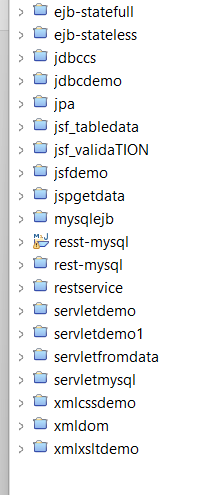 ejb-statefull
ejb-stateless
jdbccs
jdbcdemo
jpa
jsf_tabledata
jsf_validaTION
jsfdemo
jspgetdata
mysqlejb
resst-mysql
rest-mysql
restservice
servletdemo
servletdemo1
servletfromdata
servletmysql
xmlcssdemo
xmldom
xmlxsltdemo